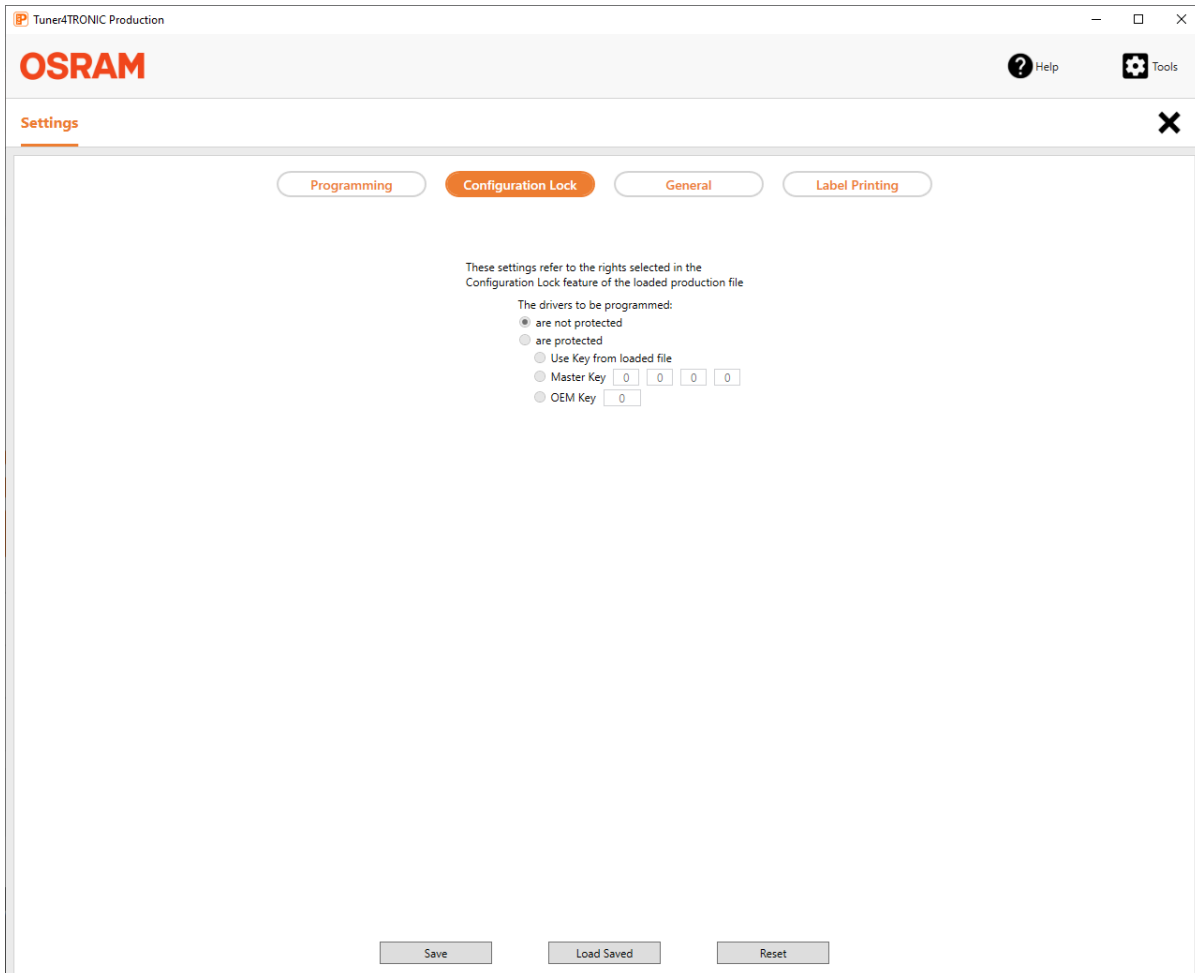 Tuner4TRONIC Production
OSRAM
Help
Tools
Settings
Programming
Configuration Lock
General
Label Printing
These settings refer to the rights selected in the
Configuration Lock feature of the loaded production file
The drivers to be programmed:
are not protected
are protected
Use Key from loaded file
Master Key 0 0 0 0
OEM Key 0
Save
Load Saved
Reset